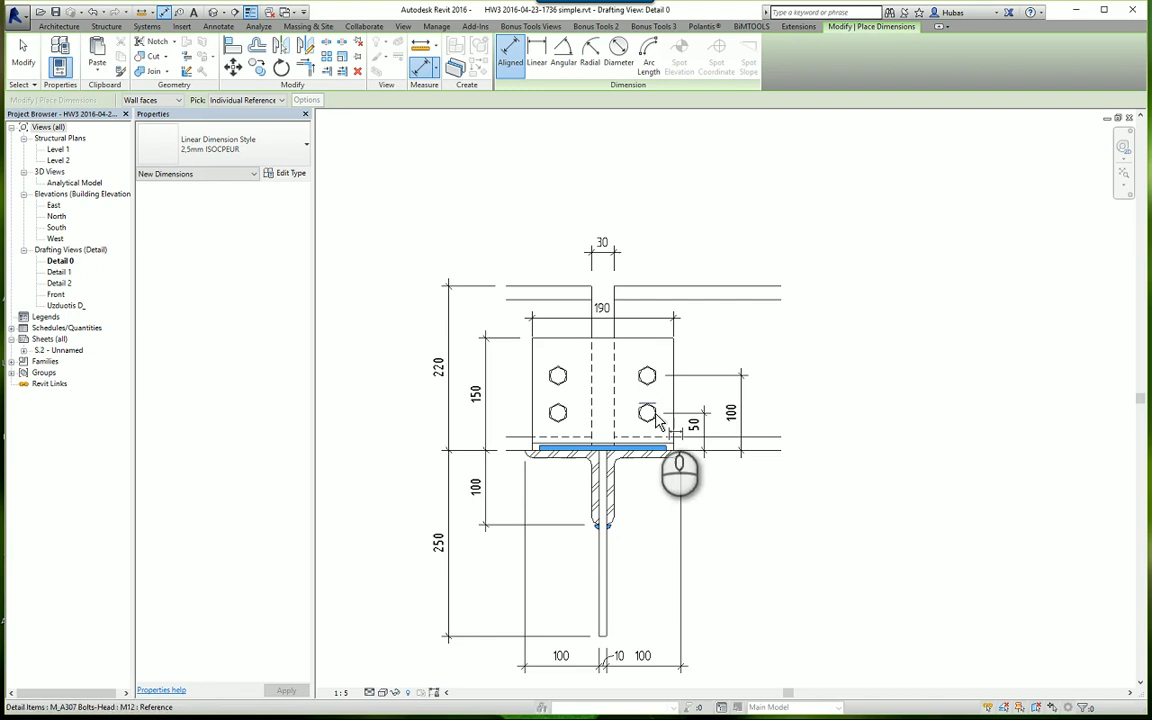 Autodesk Revit 2016 - HW3 2016-04-23-1736 simple.rvt - Drafting View: Detail 0
Type a keyword or phrase
Hubas
Architecture Structure Systems Insert Annotate Analyze Massing & Site Collaborate View Manage Add-Ins Bonus Tools Bonus Tools 2 Bonus Tools 3 Polantis® BiMTOOLS Extensions Modify | Place Dimensions
Modify
Properties
Paste
Notch
Cut
Join
Aligned
Linear
Angular
Radial
Diameter
Arc Length
Spot Elevation
Spot Coordinate
Spot Slope
Select Properties Clipboard Geometry Modify View Measure Create Dimension
Modify | Place Dimensions Wall faces Pick: Individual Reference Options
Project Browser - HW3 2016-04-2...
Views (all)
Structural Plans
Level 1
Level 2
3D Views
Analytical Model
Elevations (Building Elevation
East
North
South
West
Drafting Views (Detail)
Detail 0
Detail 1
Detail 2
Front
Uzduotis D_
Legends
Schedules/Quantities
Sheets (all)
S.2 - Unnamed
Families
Groups
Revit Links
Properties
Linear Dimension Style
2,5mm ISOCPEUR
New Dimensions Edit Type
Properties help Apply
30
190
220
150
100
50
100
250
100 10 100
1 : 5
Detail Items : M_A307 Bolts-Head : M12 : Reference
:0 Main Model :0